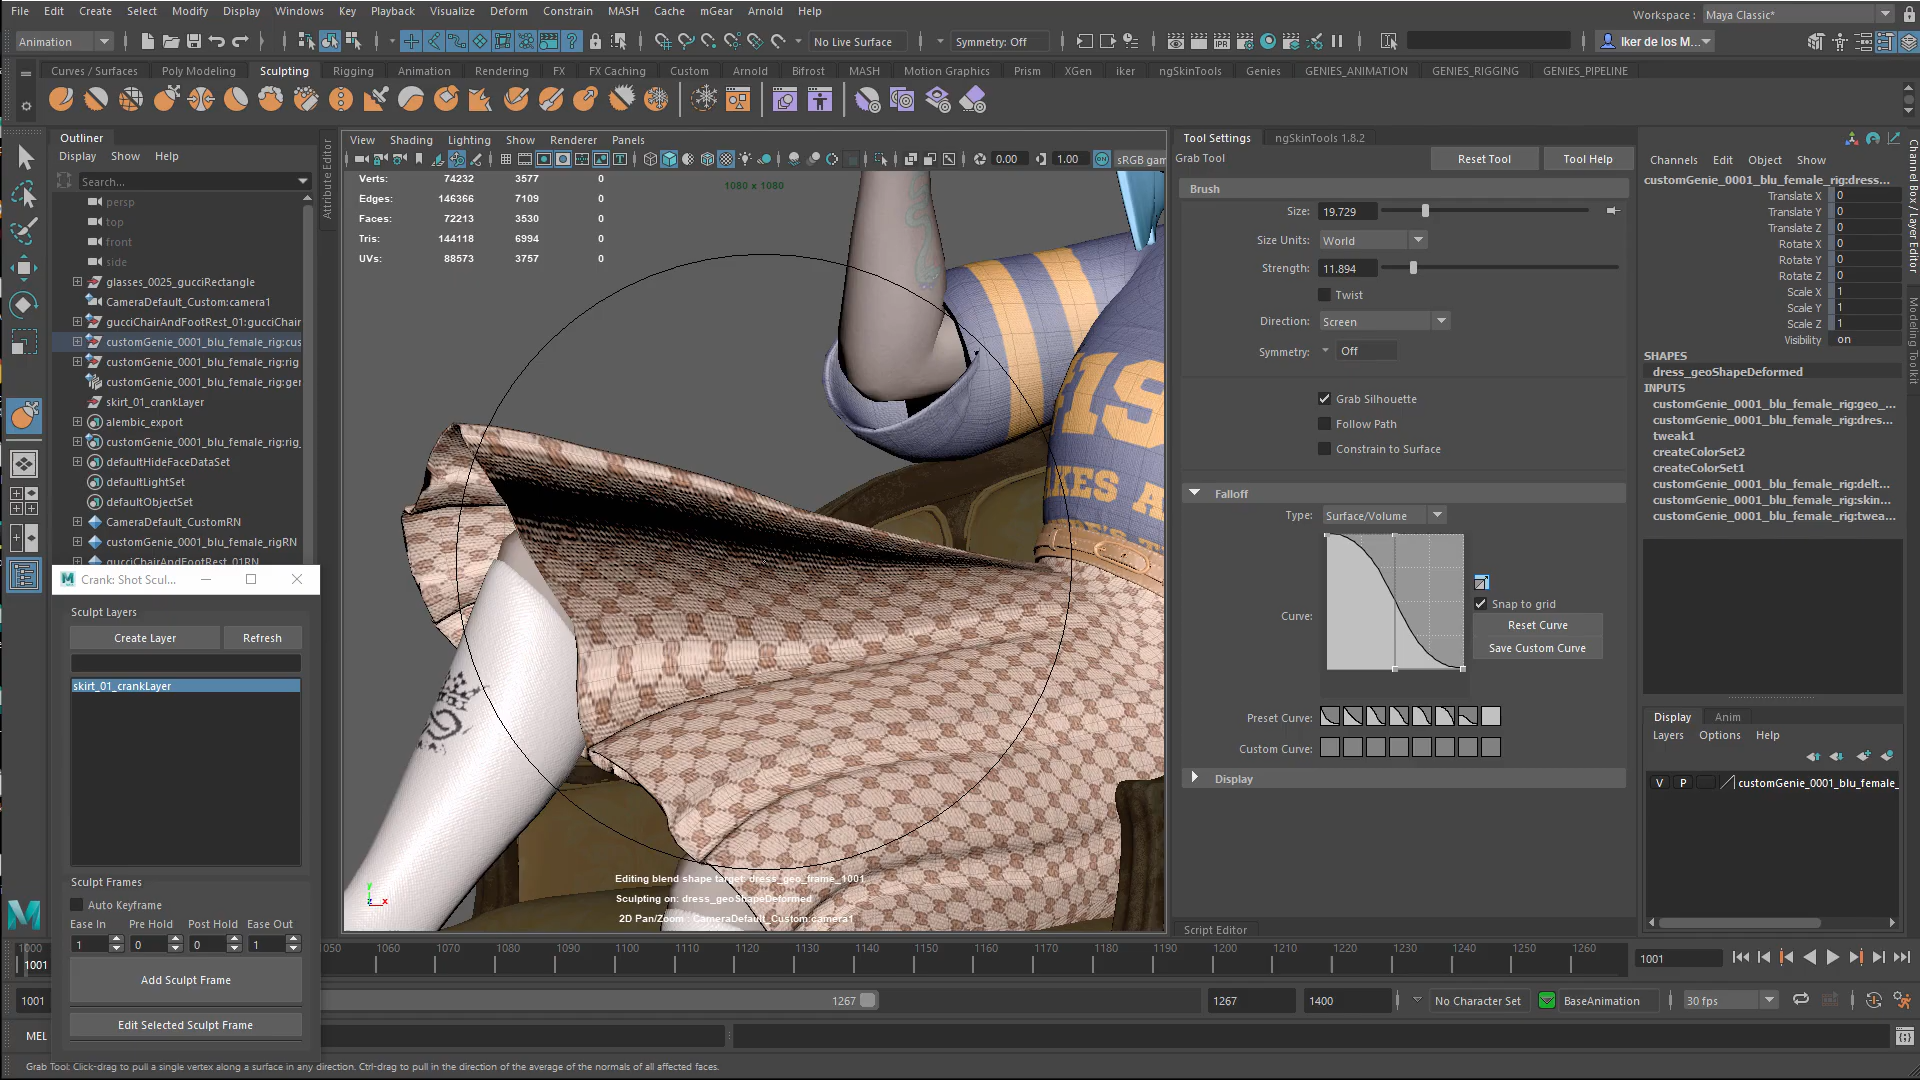 File Edit Create Select Modify Display Windows Key Playback Visualize Deform Constrain MASH Cache mGear Arnold Help
Workspace : Maya Classic*
Animation
No Live Surface
Symmetry: Off
Iker de los M...
Curves / Surfaces Poly Modeling Sculpting Rigging Animation Rendering FX FX Caching Custom Arnold Bifrost MASH Motion Graphics Prism XGen iker ngSkinTools Genies GENIES_ANIMATION GENIES_RIGGING GENIES_PIPELINE
Outliner
Display Show Help
Search...
persp
top
front
side
glasses_0025_gucciRectangle
CameraDefault_Custom:camera1
gucciChairAndFootRest_01:gucciChair
customGenie_0001_blu_female_rig:cus
customGenie_0001_blu_female_rig:rig
customGenie_0001_blu_female_rig:ger
skirt_01_crankLayer
alembic_export
customGenie_0001_blu_female_rig:rig_
defaultHideFaceDataSet
defaultLightSet
defaultObjectSet
CameraDefault_CustomRN
customGenie_0001_blu_female_rigRN
gucciChairAndFootRest_01RN
Attribute Editor
Crank: Shot Scul...
Sculpt Layers
Create Layer Refresh
skirt_01_crankLayer
Sculpt Frames
Auto Keyframe
Ease In Pre Hold Post Hold Ease Out
1 0 0 1
Add Sculpt Frame
Edit Selected Sculpt Frame
View Shading Lighting Show Renderer Panels
0.00 1.00 sRGB gam
Verts: 74232 3577 0
Edges: 146366 7109 0
Faces: 72213 3530 0
Tris: 144118 6994 0
UVs: 88573 3757 0
1080 x 1080
Editing blend shape target: dress_geo_frame_1001
Sculpting on: dress_geoShapeDeformed
2D Pan/Zoom : CameraDefault_Custom:camera1
y
x
Tool Settings ngSkinTools 1.8.2
Grab Tool Reset Tool Tool Help
Brush
Size: 19.729
Size Units: World
Strength: 11.894
Twist
Direction: Screen
Symmetry: Off
Grab Silhouette
Follow Path
Constrain to Surface
Falloff
Type: Surface/Volume
Curve:
Snap to grid
Reset Curve
Save Custom Curve
Preset Curve:
Custom Curve:
Display
Script Editor
Channels Edit Object Show
customGenie_0001_blu_female_rig:dress...
Translate X 0
Translate Y 0
Translate Z 0
Rotate X 0
Rotate Y 0
Rotate Z 0
Scale X 1
Scale Y 1
Scale Z 1
Visibility on
SHAPES
dress_geoShapeDeformed
INPUTS
customGenie_0001_blu_female_rig:geo_...
customGenie_0001_blu_female_rig:dres...
tweak1
createColorSet2
createColorSet1
customGenie_0001_blu_female_rig:delt...
customGenie_0001_blu_female_rig:skin...
customGenie_0001_blu_female_rig:twea...
Display Anim
Layers Options Help
V P customGenie_0001_blu_female_
Channel Box / Layer Editor
Modeling Toolkit
1000 1050 1060 1070 1080 1090 1100 1110 1120 1130 1140 1150 1160 1170 1180 1190 1200 1210 1220 1230 1240 1250 1260
1001
1001
1001 1267 1267 1400 No Character Set BaseAnimation 30 fps
MEL
Grab Tool: Click-drag to pull a single vertex along a surface in any direction. Ctrl-drag to pull in the direction of the average of the normals of all affected faces.